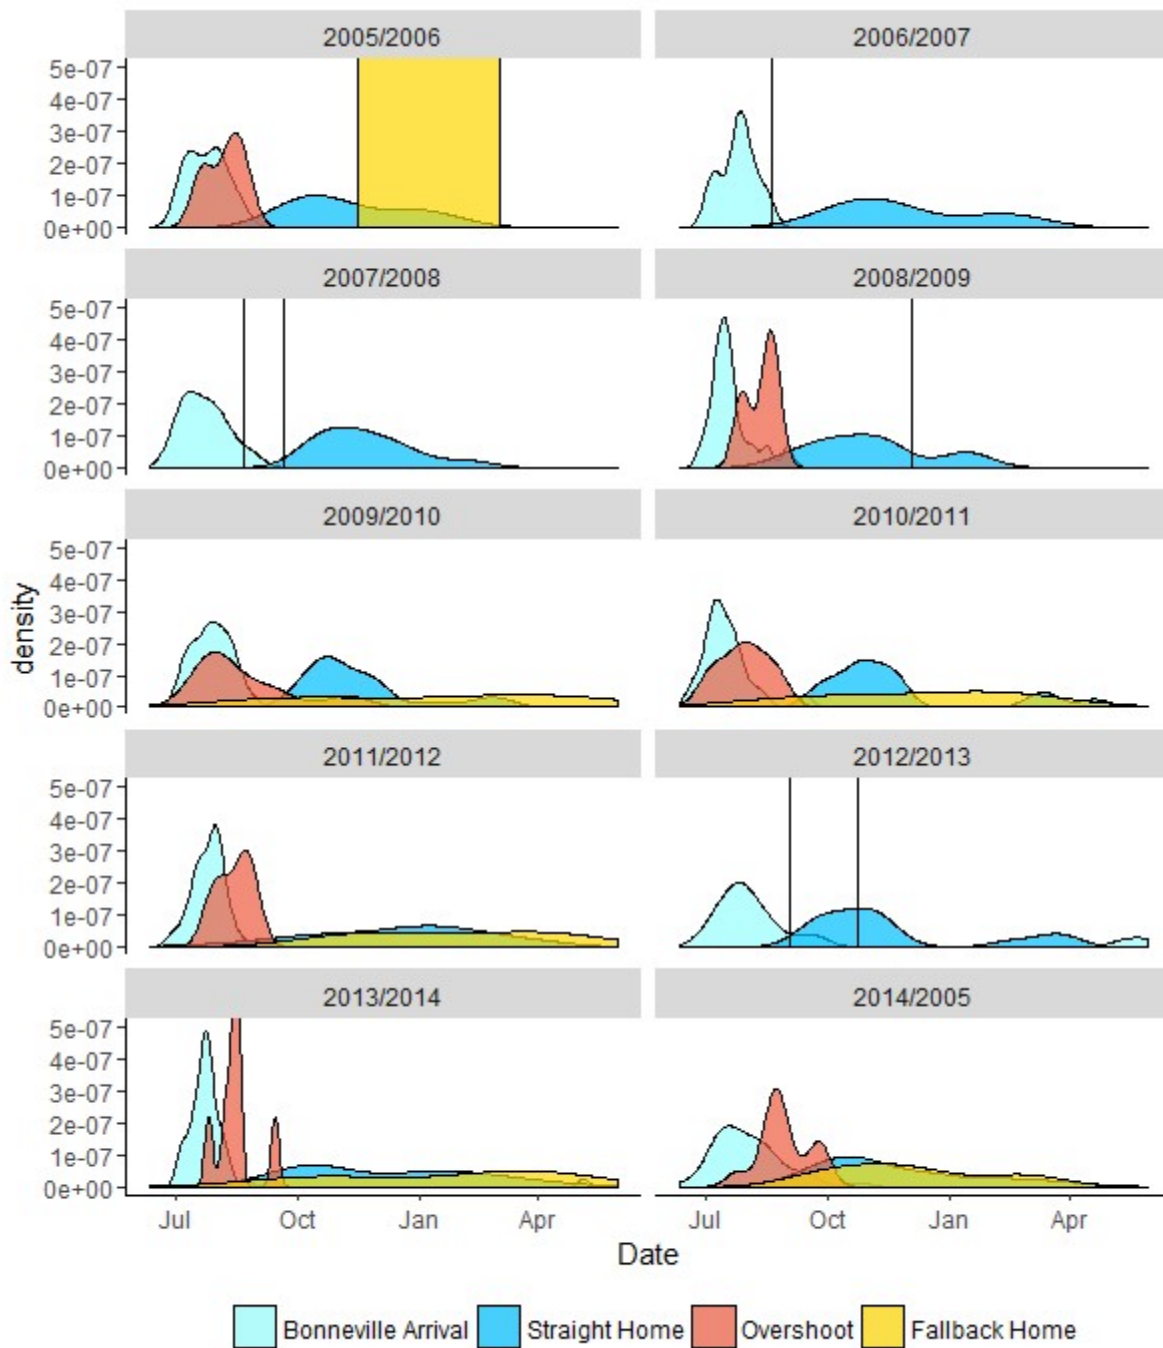 2005/2006
2006/2007
5e-07
4e-07
3e-07
2e-07
1e-07
0e+00
2007/2008
2008/2009
5e-07
4e-07
3e-07
2e-07
1e-07
0e+00
2009/2010
2010/2011
5e-07
4e-07
3e-07
2e-07
1e-07
0e+00
density
2011/2012
2012/2013
5e-07
4e-07
3e-07
2e-07
1e-07
0e+00
2013/2014
2014/2005
5e-07
4e-07
3e-07
2e-07
1e-07
0e+00
Jul Oct Jan Apr
Jul Oct Jan Apr
Date
Bonneville Arrival Straight Home Overshoot Fallback Home